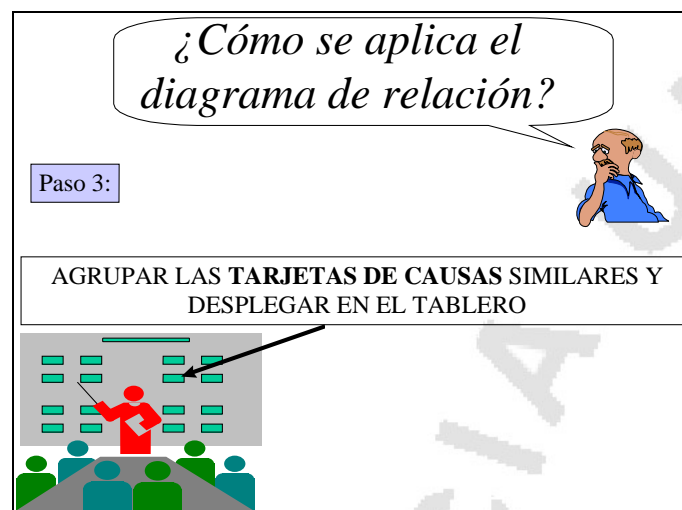 ¿Cómo se aplica el
diagrama de relación?
Paso 3:
AGRUPAR LAS TARJETAS DE CAUSAS SIMILARES Y
DESPLEGAR EN EL TABLERO